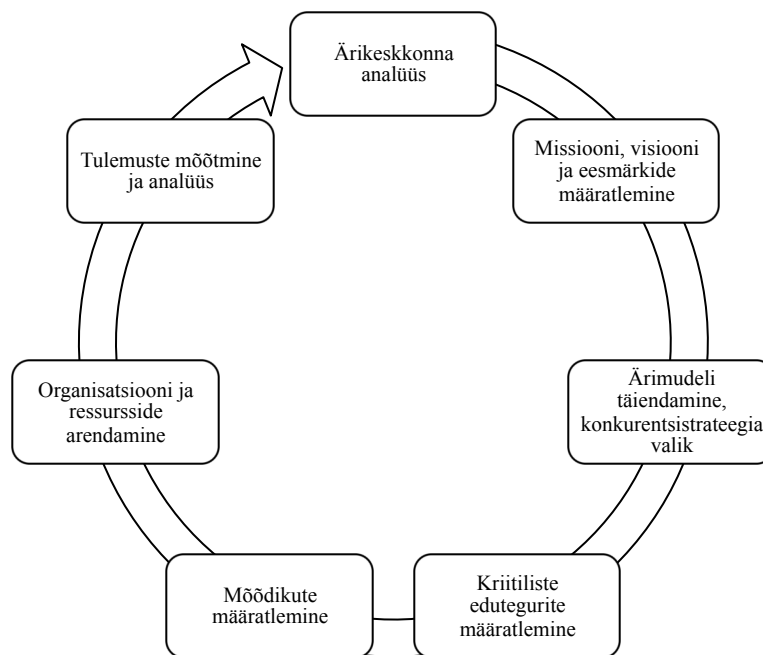 Ärikeskkonna
analüüs
Missiooni, visiooni
ja eesmärkide
määratlemine
Ärimudeli
täiendamine,
konkurentsistrateegia
valik
Kriitiliste
edutegurite
määratlemine
Mõõdikute
määratlemine
Organisatsiooni ja
ressursside
arendamine
Tulemuste mõõtmine
ja analüüs